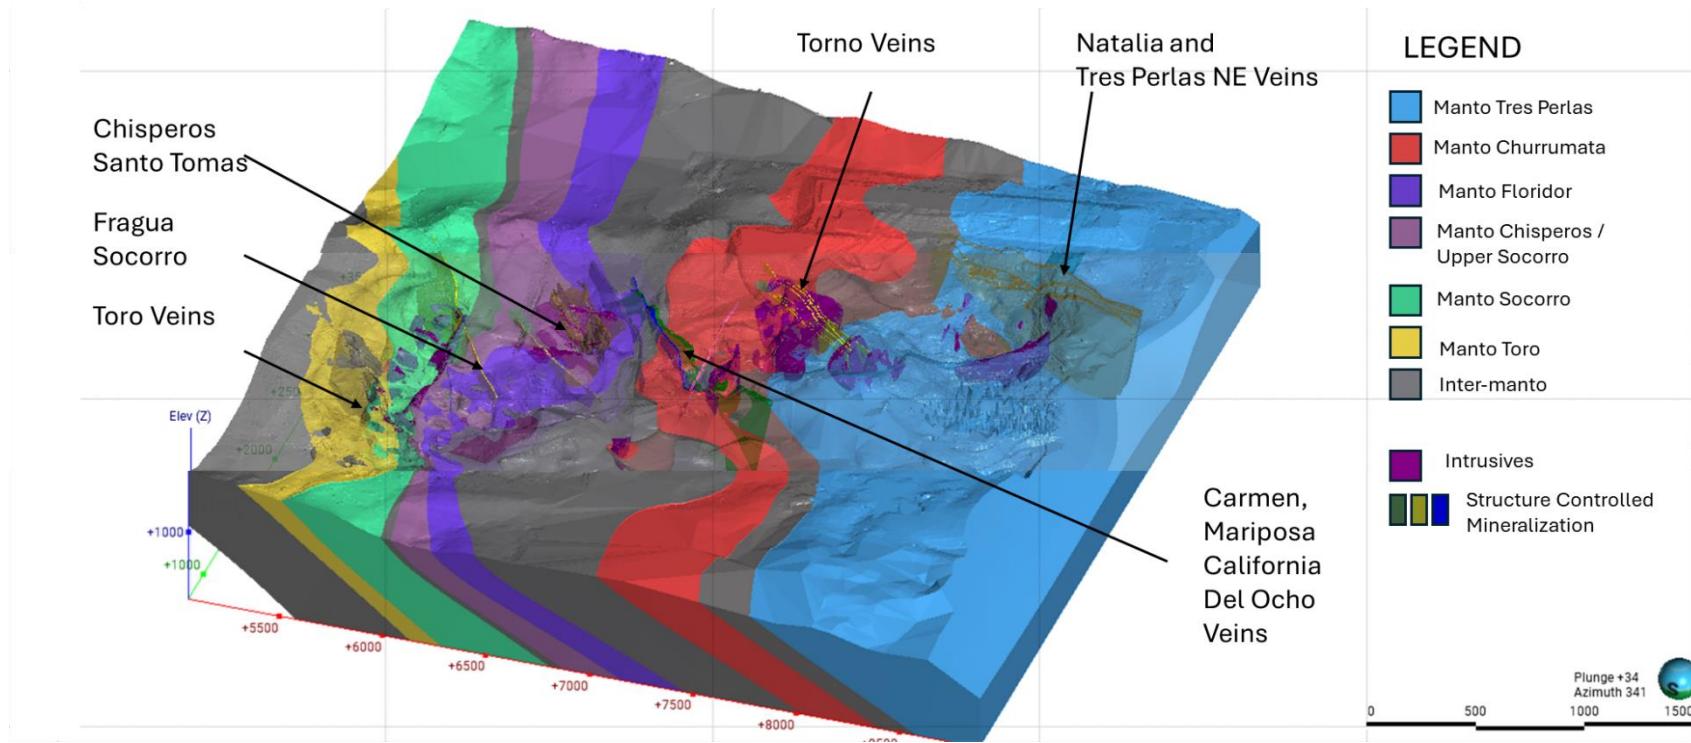 Torno Veins
Natalia and
Tres Perlas NE Veins
Chisperos
Santo Tomas
Fragua
Socorro
Toro Veins
LEGEND
Manto Tres Perlas
Manto Churrumata
Manto Floridor
Manto Chisperos /
Upper Socorro
Manto Socorro
Manto Toro
Inter-manto
Intrusives
Structure Controlled
Mineralization
Carmen,
Mariposa
California
Del Ocho
Veins
Elev (Z)
+2000
+1000
+1000
+5500
+6000
+6500
+7000
+7500
+8000
Plunge +34
Azimuth 341
0
500
1000
1500
S